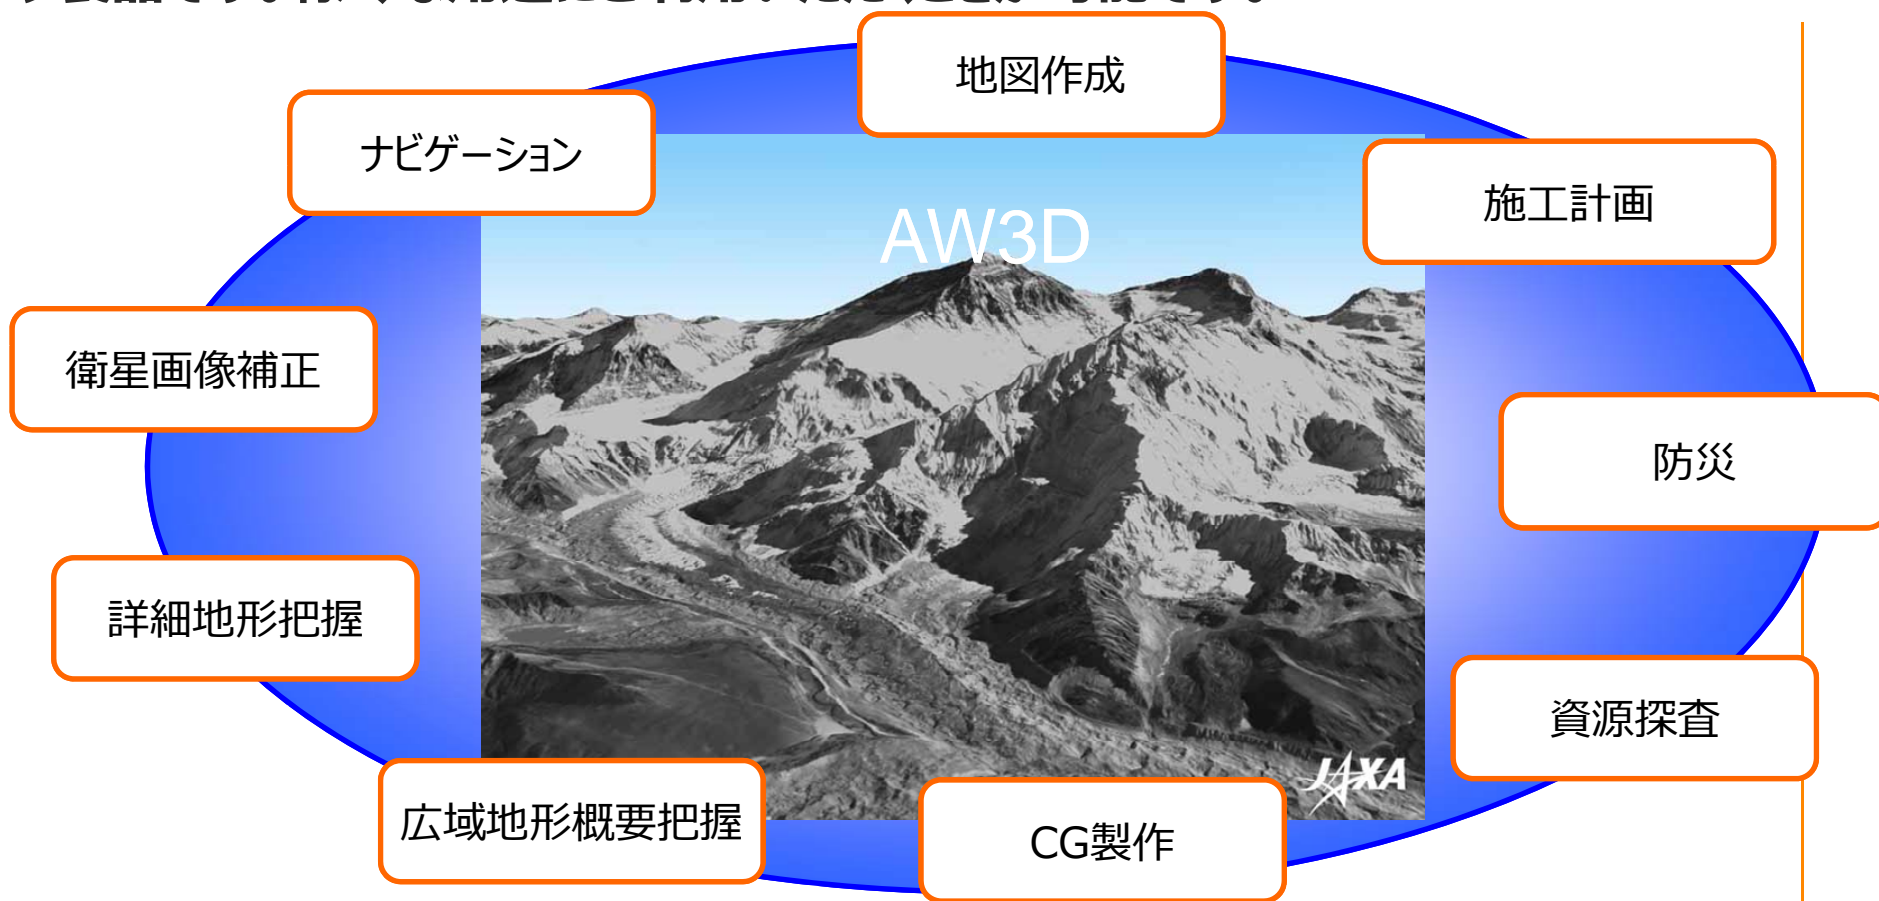 地図作成
ナビゲーション
施工計画
AW3D
衛星画像補正
防災
詳細地形把握
資源探査
JAXA
広域地形概要把握
CG製作